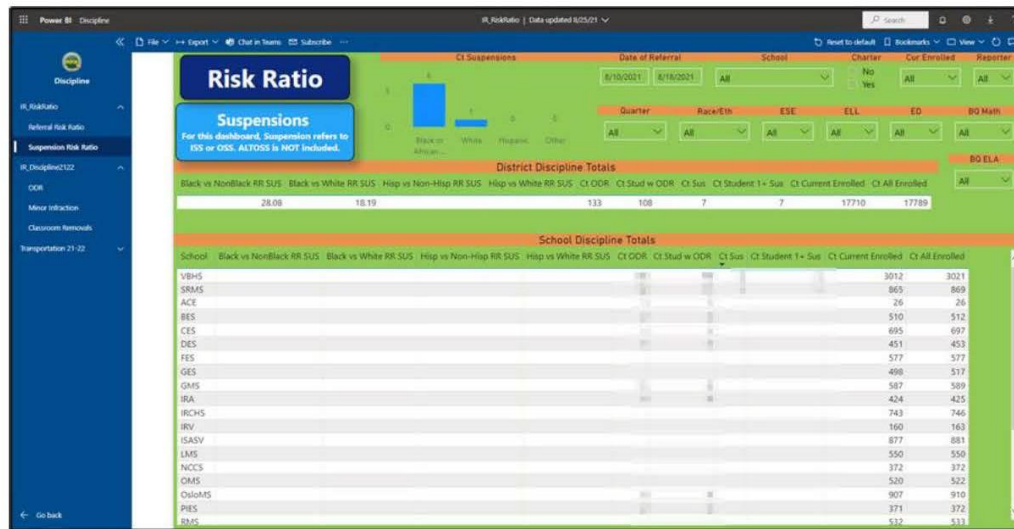 Power BI Discipline
IR_RiskRatio | Data updated 8/25/21
Search
File Export Chat in Teams Subscribe ...
Reset to default Bookmarks View
Discipline
IR_RiskRatio
Referral Risk Ratio
Suspension Risk Ratio
IR_Discipline2122
ODR
Minor Infraction
Classroom Removals
Transportation 21-22
Go back
Risk Ratio
Suspensions
For this dashboard, Suspension refers to
ISS or OSS. ALTOSS is NOT included.
Ct Suspensions
6 1 0 0
5
0
Black or African ... White Hispanic Other
Date of Referral School Charter Cur Enrolled Reporter
8/10/2021 8/18/2021 All No Yes All All
Quarter Race/Eth ESE ELL ED BQ Math
All All All All All All
BQ ELA
All
District Discipline Totals
Black vs NonBlack RR SUS Black vs White RR SUS Hisp vs Non-Hisp RR SUS Hisp vs White RR SUS Ct ODR Ct Stud w ODR Ct Sus Ct Student 1+ Sus Ct Current Enrolled Ct All Enrolled
28.08 18.19 133 108 7 7 17710 17789
School Discipline Totals
School Black vs NonBlack RR SUS Black vs White RR SUS Hisp vs Non-Hisp RR SUS Hisp vs White RR SUS Ct ODR Ct Stud w ODR Ct Sus Ct Student 1+ Sus Ct Current Enrolled Ct All Enrolled
VBHS 3012 3021
SRMS 865 869
ACE 26 26
BES 510 512
CES 695 697
DES 451 453
FES 577 577
GES 498 517
GMS 587 589
IRA 424 425
IRCHS 743 746
IRV 160 163
ISASV 877 881
LMS 550 550
NCCS 372 372
OMS 520 522
OsloMS 907 910
PIES 371 372
RMS 532 533